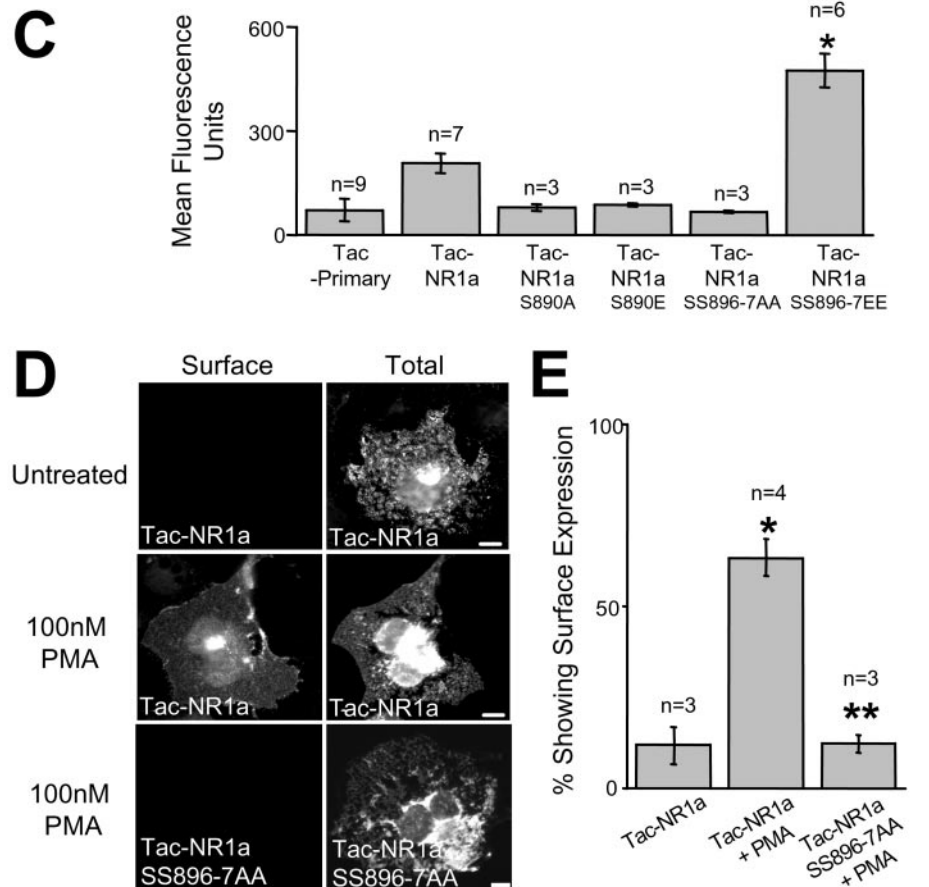 C
Mean Fluorescence
Units
600
300
0
n=9
n=7
n=3
n=3
n=3
n=6
*
Tac
-Primary
Tac-
NR1a
Tac-
NR1a
S890A
Tac-
NR1a
S890E
Tac-
NR1a
SS896-7AA
Tac-
NR1a
SS896-7EE
D
Surface
Total
Untreated
Tac-NR1a
Tac-NR1a
100nM
PMA
Tac-NR1a
Tac-NR1a
100nM
PMA
Tac-NR1a
SS896-7AA
Tac-NR1a
SS896-7AA
E
% Showing Surface Expression
100
50
0
n=3
n=4
*
n=3
**
Tac-NR1a
Tac-NR1a
+ PMA
Tac-NR1a
SS896-7AA
+ PMA